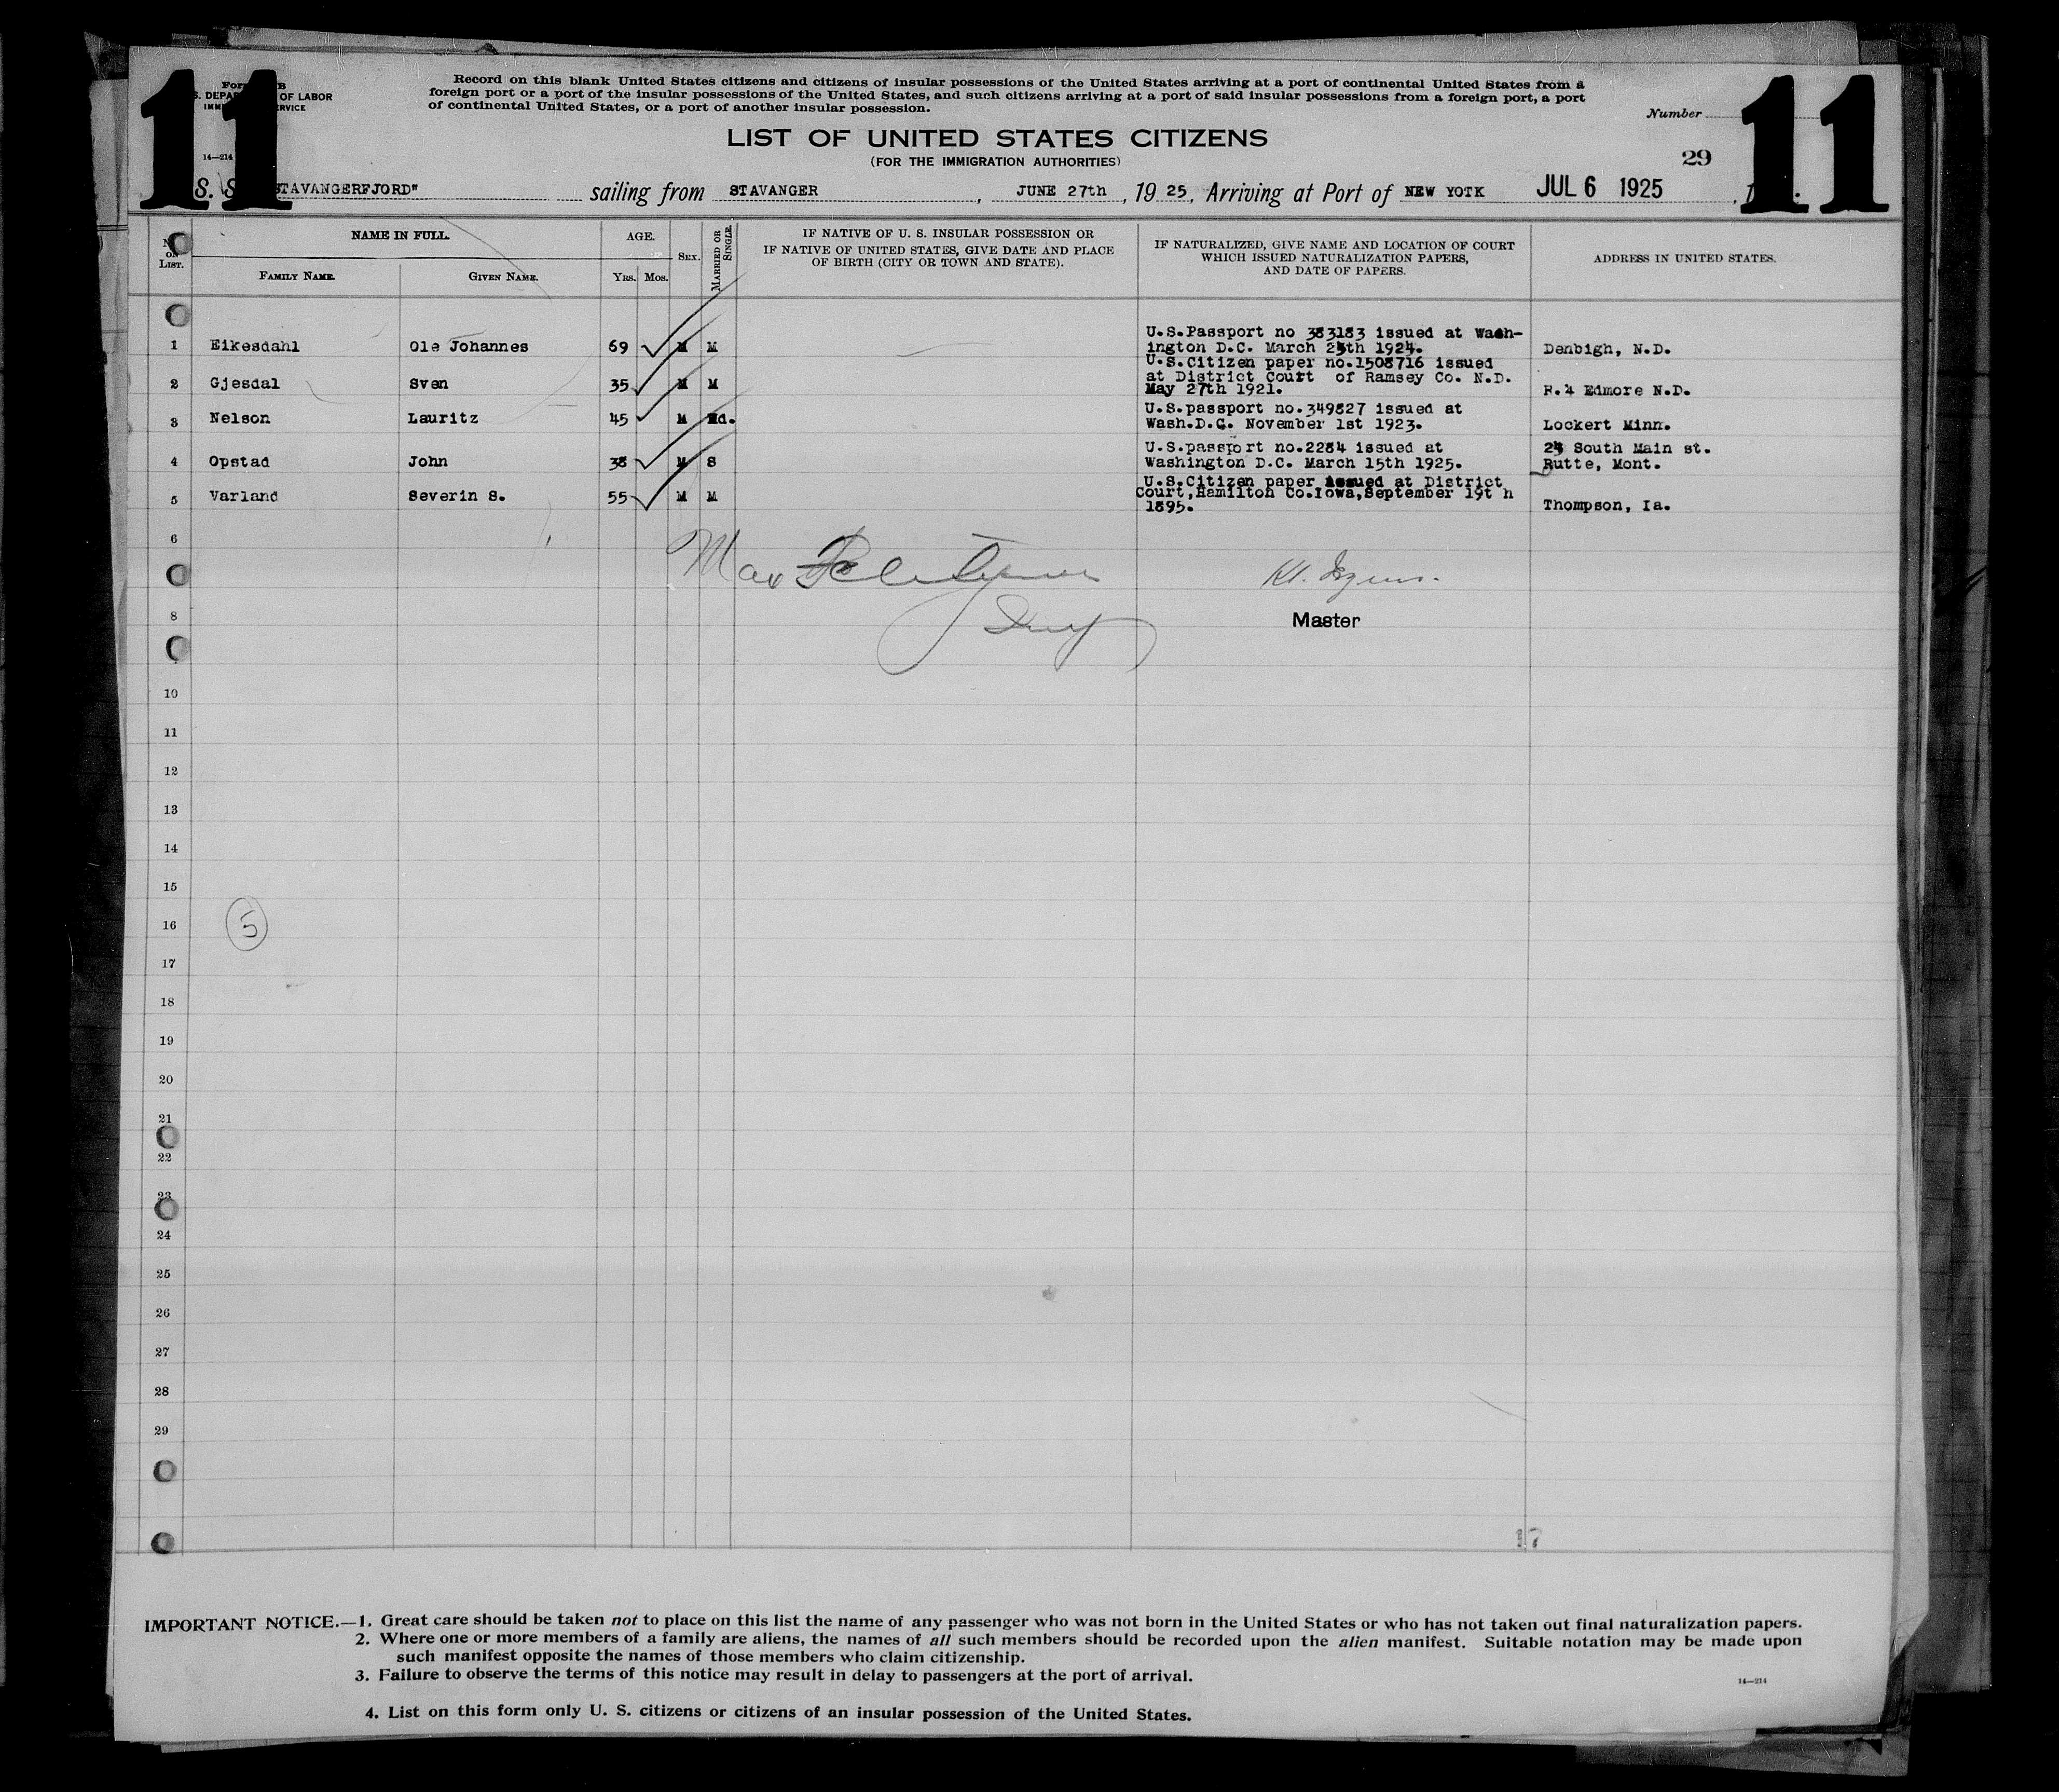 11
11
Record on this blank United States citizens and citizens of insular possessions of the United States arriving at a port of continental United States from a
foreign port or a port of the insular possessions of the United States, and such citizens arriving at a port of said insular possessions from a foreign port, a port
of continental United States, or a port of another insular possession.
OF LABOR
Number
LIST OF UNITED STATES CITIZENS
(FOR THE IMMIGRATION AUTHORITIES)
14—214
29
S. S. STAVANGERFJORD" sailing from STAVANGER, JUNE 27th, 19 25, Arriving at Port of NEW YOTK JUL 6 1925
No. on List.
NAME IN FULL.
AGE.
Sex.
Married or Single.
IF NATIVE OF U. S. INSULAR POSSESSION OR
IF NATIVE OF UNITED STATES, GIVE DATE AND PLACE
OF BIRTH (CITY OR TOWN AND STATE).
IF NATURALIZED, GIVE NAME AND LOCATION OF COURT
WHICH ISSUED NATURALIZATION PAPERS,
AND DATE OF PAPERS.
ADDRESS IN UNITED STATES.
Family Name. Given Name. Yrs. Mos.
1 Eikesdahl Ole Johannes 69 M M
U.S.Passport no 383183 issued at Wash-
ington D.C. March 25th 1924.
Denbigh, N.D.
2 Gjesdal Sven 35 M M
U.S.Citizen paper no.1508716 issued
at District Court of Ramsey Co. N.D.
May 27th 1921.
R.4 Edmore N.D.
3 Nelson Lauritz 45 M Md.
U.S.passport no.349827 issued at
Wash.D.C. November 1st 1923.
Lockert Minn.
4 Opstad John 38 M S
U.S.passport no.2284 issued at
Washington D.C. March 15th 1925.
South Main st.
Butte, Mont.
5 Varland Severin S. 55 M M
U.S.Citizen paper issued at District
Court,Hamilton Co.Iowa,September 19t h
1895.
Thompson, Ia.
6
Max
8
Master
10
11
12
13
14
15
16
5
17
18
19
20
21
22
23
24
25
26
27
28
29
17
IMPORTANT NOTICE.—1. Great care should be taken not to place on this list the name of any passenger who was not born in the United States or who has not taken out final naturalization papers.
2. Where one or more members of a family are aliens, the names of all such members should be recorded upon the alien manifest. Suitable notation may be made upon
such manifest opposite the names of those members who claim citizenship.
3. Failure to observe the terms of this notice may result in delay to passengers at the port of arrival.
14—214
4. List on this form only U. S. citizens or citizens of an insular possession of the United States.